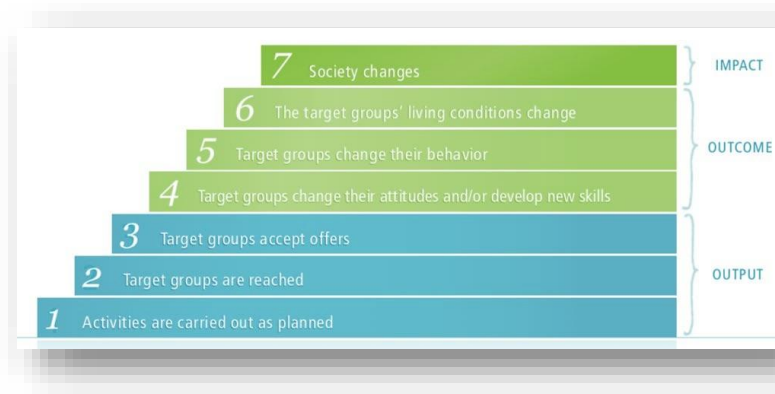 7 Society changes
IMPACT
6 The target groups' living conditions change
5 Target groups change their behavior
OUTCOME
4 Target groups change their attitudes and/or develop new skills
3 Target groups accept offers
2 Target groups are reached
OUTPUT
1 Activities are carried out as planned